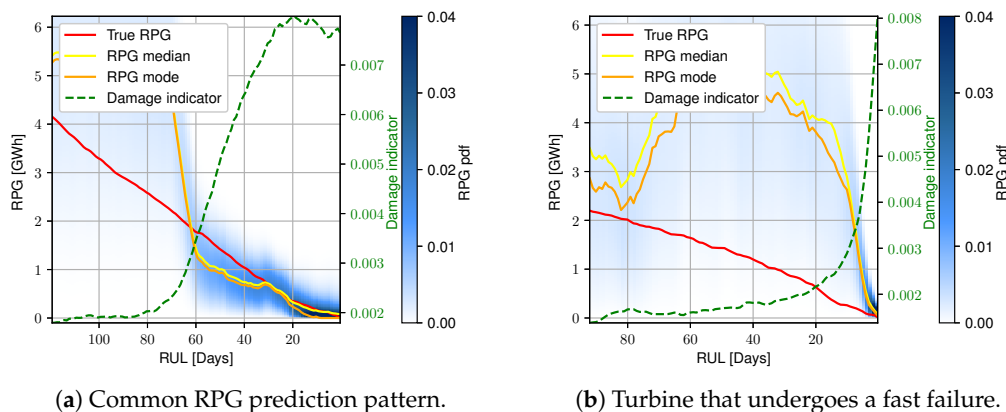 6
5
4
3
2
1
0
RPG [GWh]
True RPG
RPG median
RPG mode
Damage indicator
100
80
60
40
20
RUL [Days]
0.007
0.006
0.005
0.004
0.003
0.002
Damage indicator
0.04
0.03
0.02
0.01
0.00
RPG pdf
(a) Common RPG prediction pattern.
6
5
4
3
2
1
0
RPG [GWh]
True RPG
RPG median
RPG mode
Damage indicator
80
60
40
20
RUL [Days]
0.008
0.007
0.006
0.005
0.004
0.003
0.002
Damage indicator
0.04
0.03
0.02
0.01
0.00
RPG pdf
(b) Turbine that undergoes a fast failure.